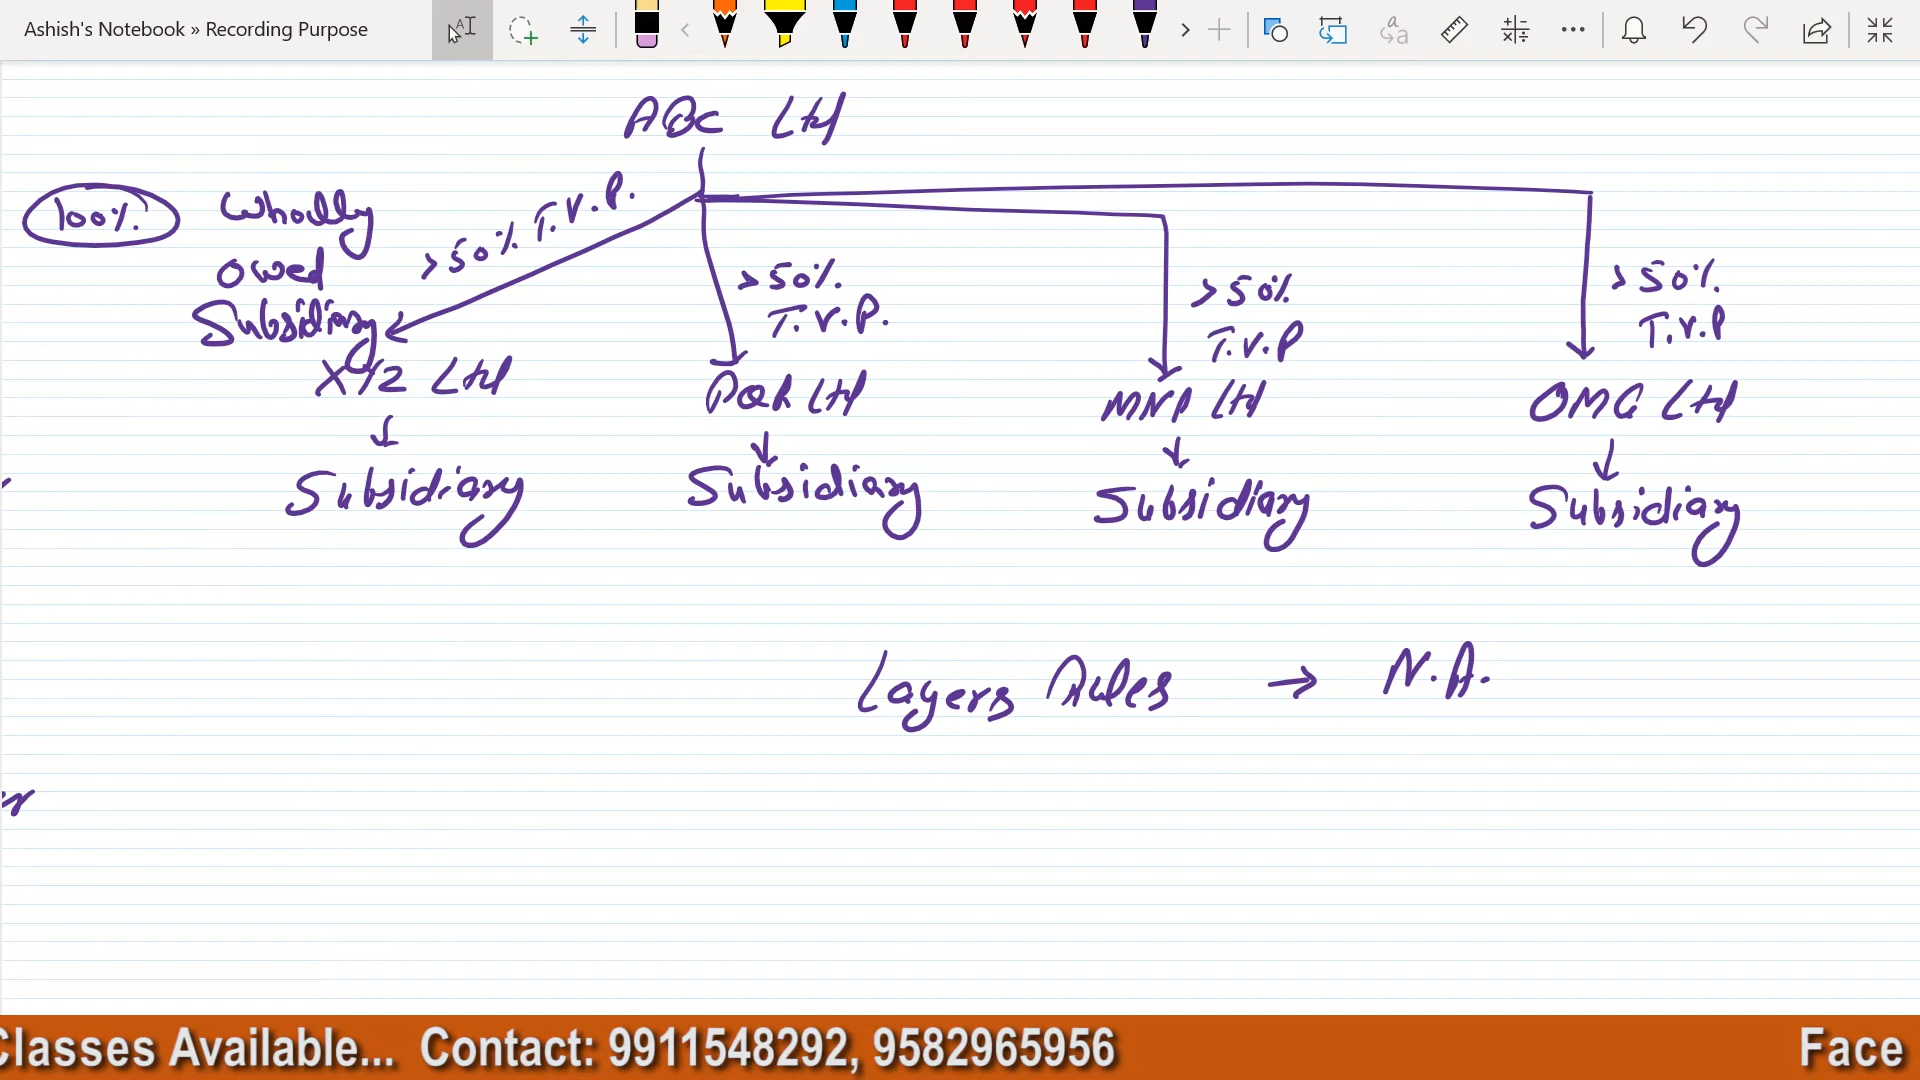 Ashish's Notebook » Recording Purpose
ABC Ltd
100% Wholly
Owed
Subsidiary
>50% T.V.P.
>50%
T.V.P.
>50%
T.V.P
>50%
T.V.P
XYZ Ltd PQR Ltd MNP Ltd OMG Ltd
Subsidiary Subsidiary Subsidiary Subsidiary
Layers Rules → N.A.
Classes Available... Contact: 9911548292, 9582965956 Face